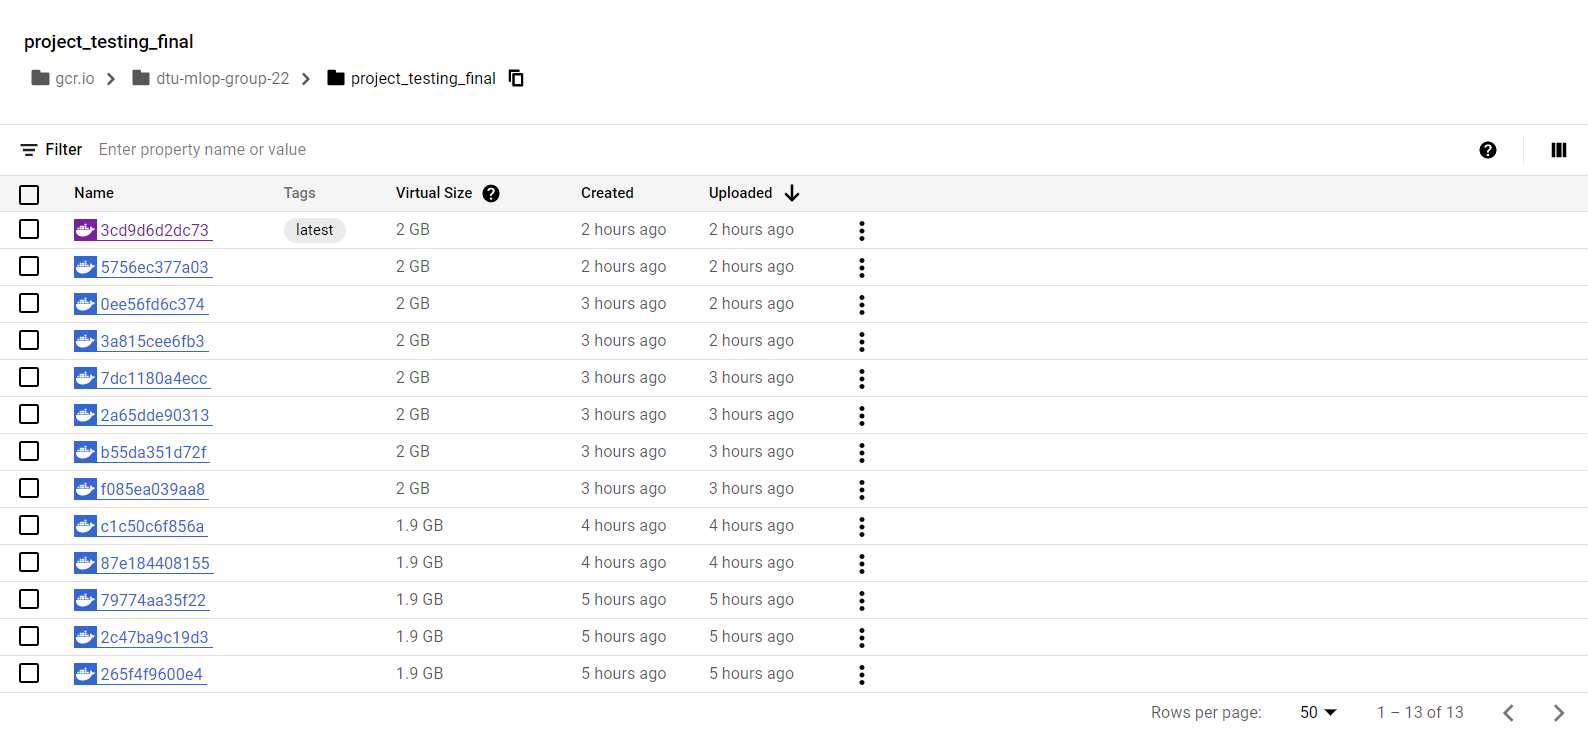 project_testing_final
gcr.io dtu-mlop-group-22 project_testing_final
Filter Enter property name or value
Name Tags Virtual Size Created Uploaded
3cd9d6d2dc73 latest 2 GB 2 hours ago 2 hours ago
5756ec377a03 2 GB 2 hours ago 2 hours ago
0ee56fd6c374 2 GB 3 hours ago 2 hours ago
3a815cee6fb3 2 GB 3 hours ago 2 hours ago
7dc1180a4ecc 2 GB 3 hours ago 3 hours ago
2a65dde90313 2 GB 3 hours ago 3 hours ago
b55da351d72f 2 GB 3 hours ago 3 hours ago
f085ea039aa8 2 GB 3 hours ago 3 hours ago
c1c50c6f856a 1.9 GB 4 hours ago 4 hours ago
87e184408155 1.9 GB 4 hours ago 4 hours ago
79774aa35f22 1.9 GB 5 hours ago 5 hours ago
2c47ba9c19d3 1.9 GB 5 hours ago 5 hours ago
265f4f9600e4 1.9 GB 5 hours ago 5 hours ago
Rows per page: 50 1 – 13 of 13